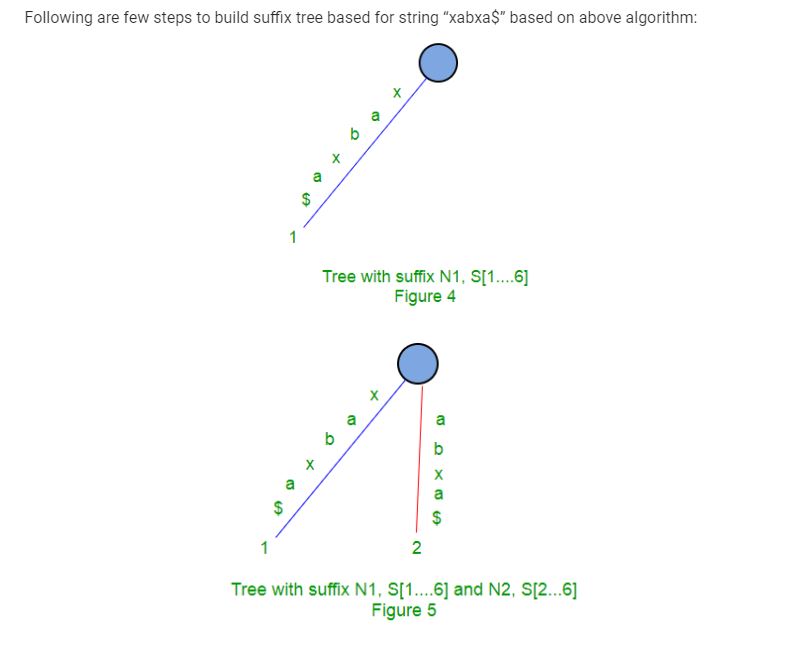 Following are few steps to build suffix tree based for string “xabxa$” based on above algorithm:
x
a
b
x
a
$
1
Tree with suffix N1, S[1....6]
Figure 4
x
a
b
x
a
$
1
a
b
x
a
$
2
Tree with suffix N1, S[1....6] and N2, S[2...6]
Figure 5